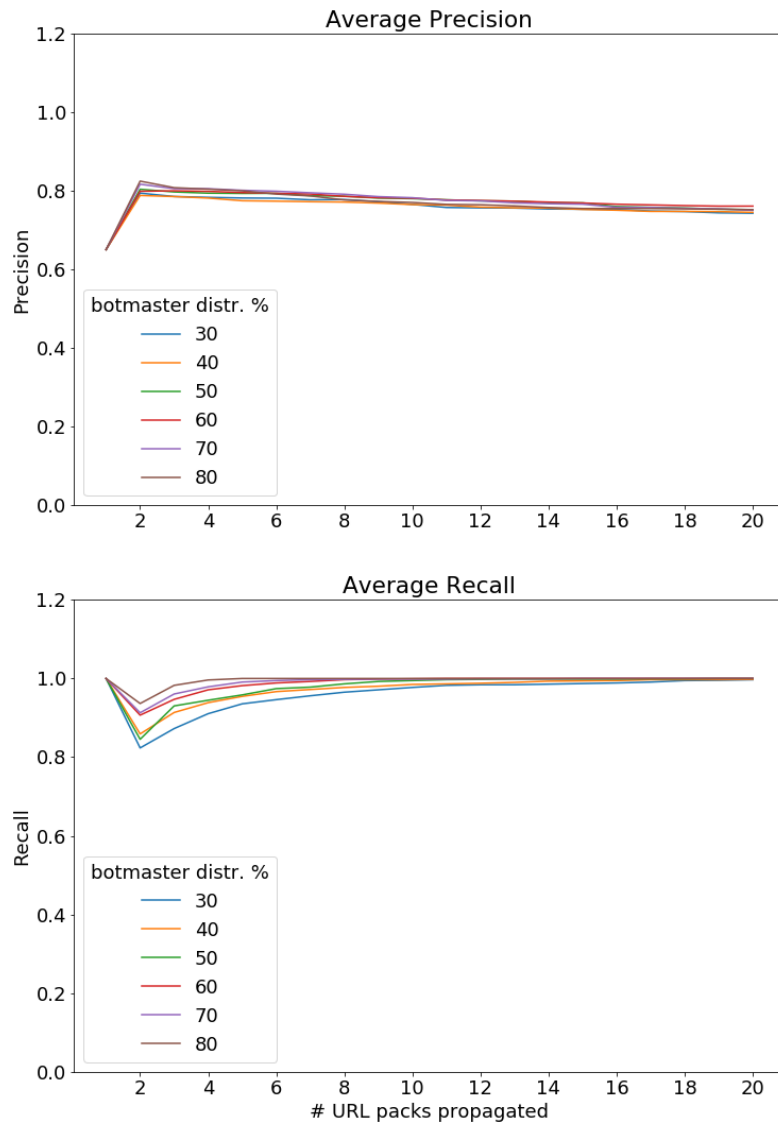 Average Precision
1.2
1.0
0.8
0.6
0.4
0.2
0.0
Precision
botmaster distr. %
30
40
50
60
70
80
2 4 6 8 10 12 14 16 18 20
Average Recall
1.2
1.0
0.8
0.6
0.4
0.2
0.0
Recall
botmaster distr. %
30
40
50
60
70
80
2 4 6 8 10 12 14 16 18 20
# URL packs propagated